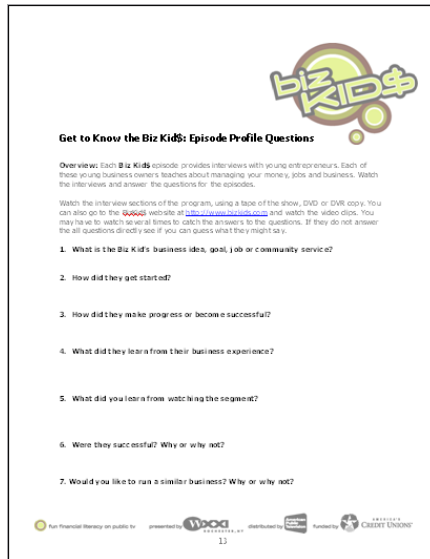 biz
KID$
Get to Know the Biz Kid$: Episode Profile Questions
Overview: Each Biz Kid$ episode provides interviews with young entrepreneurs. Each of
these young business owners teaches about managing your money, jobs and business. Watch
the interviews and answer the questions for the episodes.
Watch the interview sections of the program, using a tape of the show, DVD or DVR copy. You
can also go to the website at http://www.bizkids.com and watch the video clips. You
may have to watch several times to catch the answers to the questions. If they do not answer
the all questions directly see if you can guess what they might say.
1. What is the Biz Kid's business idea, goal, job or community service?
2. How did they get started?
3. How did they make progress or become successful?
4. What did they learn from their business experience?
5. What did you learn from watching the segment?
6. Were they successful? Why or why not?
7. Would you like to run a similar business? Why or why not?
fun financial literacy on public tv presented by WXXI distributed by American Public Television funded by AMERICA'S CREDIT UNIONS
13